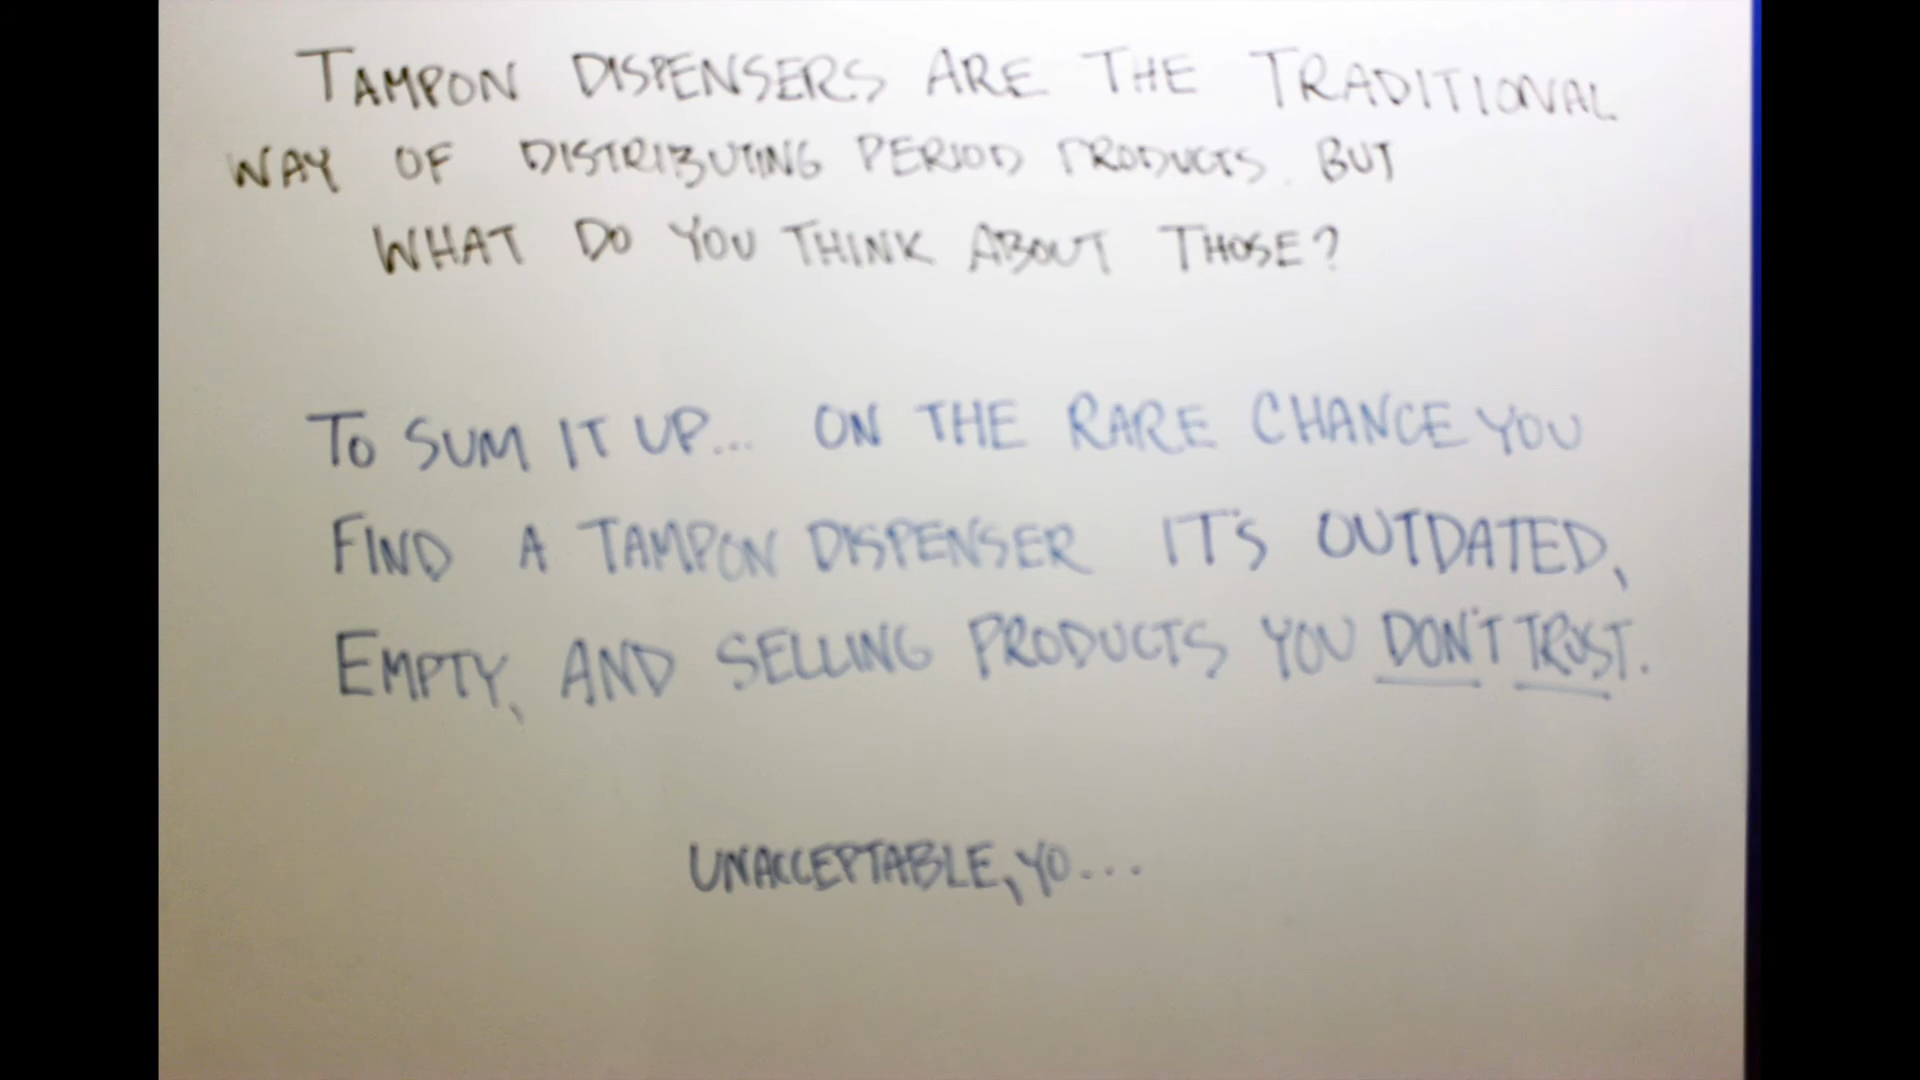 TAMPON DISPENSERS ARE THE TRADITIONAL
WAY OF DISTRIBUTING PERIOD PRODUCTS. BUT
WHAT DO YOU THINK ABOUT THOSE?
TO SUM IT UP... ON THE RARE CHANCE YOU
FIND A TAMPON DISPENSER IT'S OUTDATED,
EMPTY, AND SELLING PRODUCTS YOU DON'T TRUST.
UNACCEPTABLE, YO...